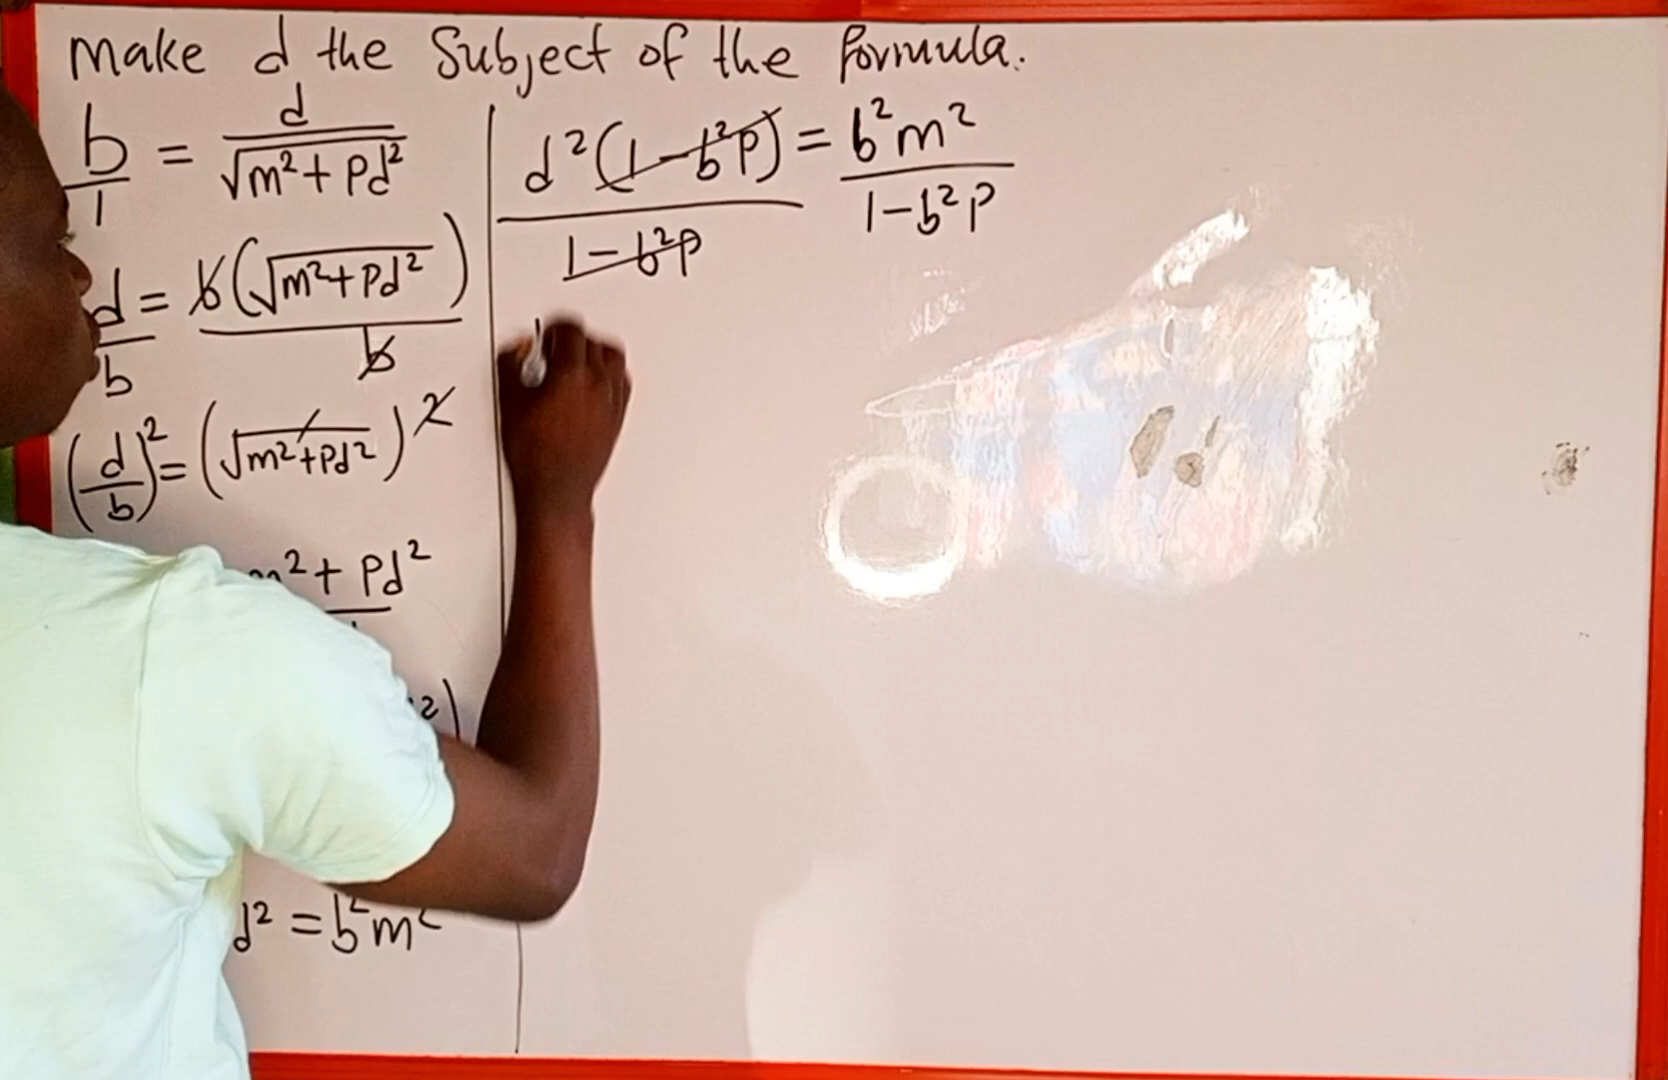 Make d the Subject of the formula.
b/1 = d/√(m²+Pd²)
d/b = b(√(m²+Pd²))/b
(d/b)² = (√(m²+Pd²))²
m²+Pd²
²)
d² = b²m²
d²(1-b²P)/(1-b²P) = b²m²/(1-b²P)